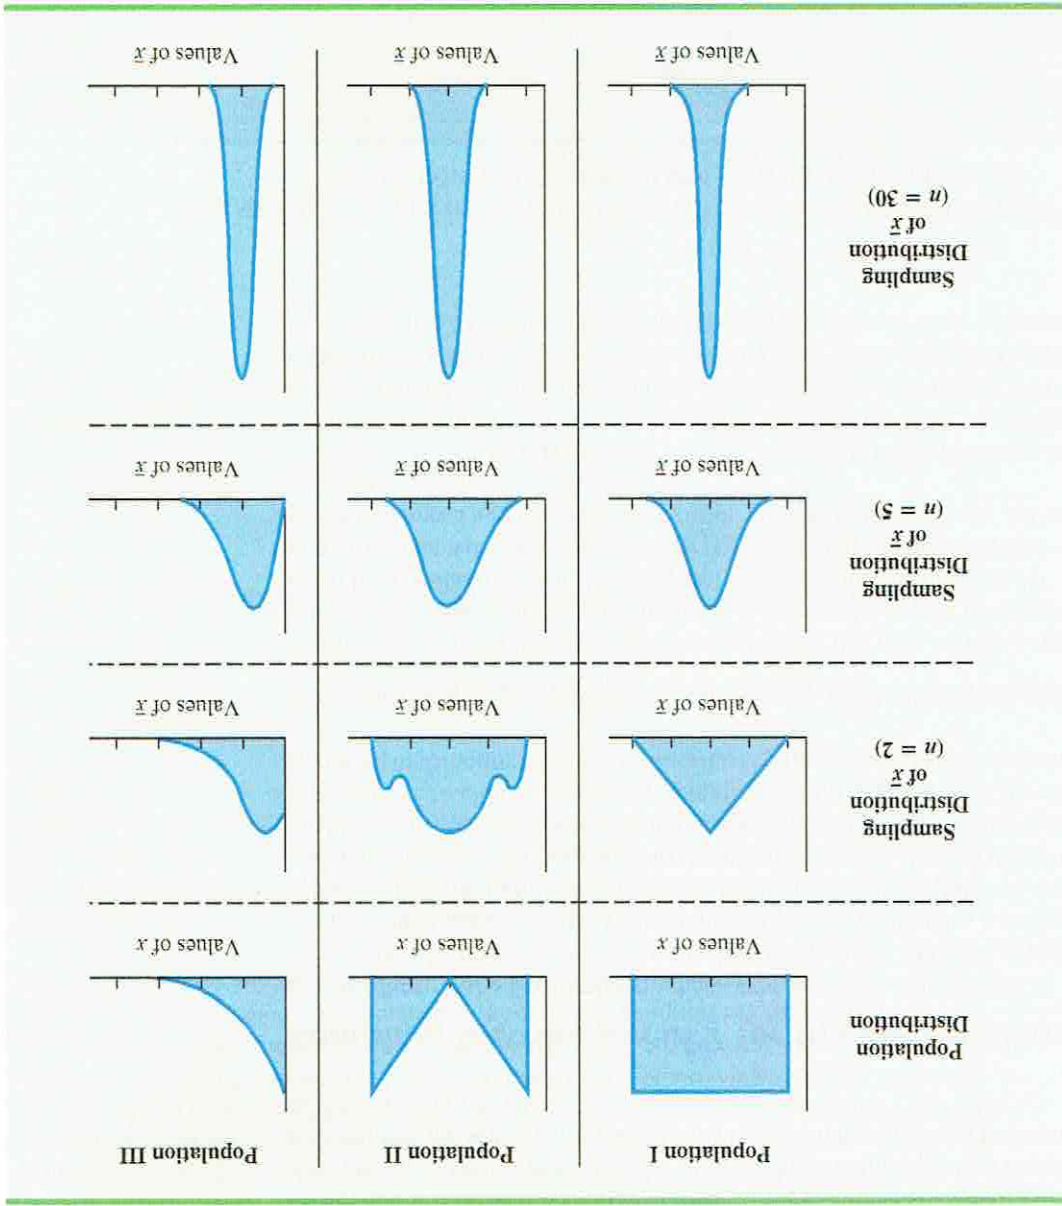 Population I Population II Population III
Population
Distribution
Values of x Values of x Values of x
Sampling
Distribution
of x̄
(n = 2)
Values of x̄ Values of x̄ Values of x̄
Sampling
Distribution
of x̄
(n = 5)
Values of x̄ Values of x̄ Values of x̄
Sampling
Distribution
of x̄
(n = 30)
Values of x̄ Values of x̄ Values of x̄